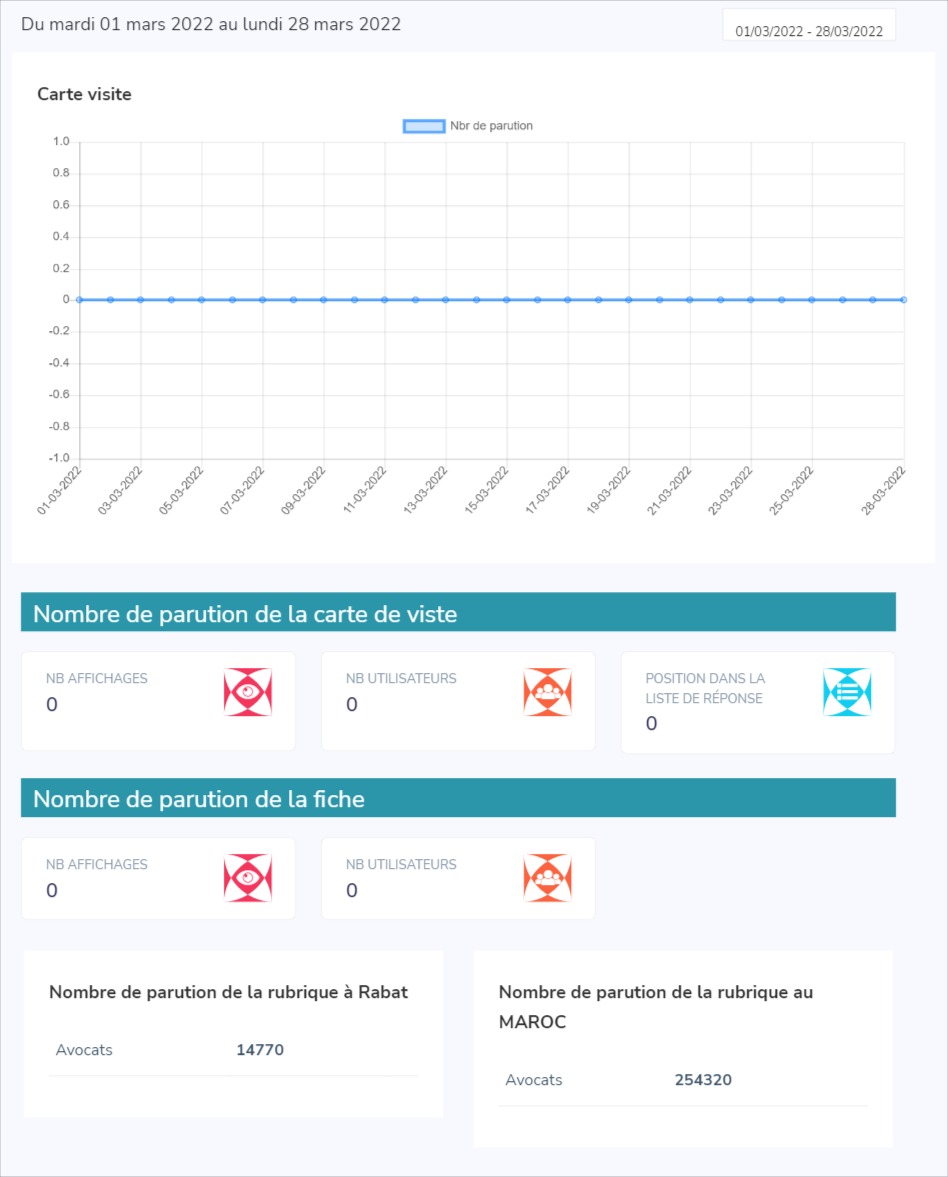 Du mardi 01 mars 2022 au lundi 28 mars 2022
01/03/2022 - 28/03/2022
Carte visite
Nbr de parution
1.0
0.8
0.6
0.4
0.2
0
-0.2
-0.4
-0.6
-0.8
-1.0
01-03-2022
03-03-2022
05-03-2022
07-03-2022
09-03-2022
11-03-2022
13-03-2022
15-03-2022
17-03-2022
19-03-2022
21-03-2022
23-03-2022
25-03-2022
28-03-2022
Nombre de parution de la carte de viste
NB AFFICHAGES
0
NB UTILISATEURS
0
POSITION DANS LA
LISTE DE RÉPONSE
0
Nombre de parution de la fiche
NB AFFICHAGES
0
NB UTILISATEURS
0
Nombre de parution de la rubrique à Rabat
Avocats 14770
Nombre de parution de la rubrique au
MAROC
Avocats 254320